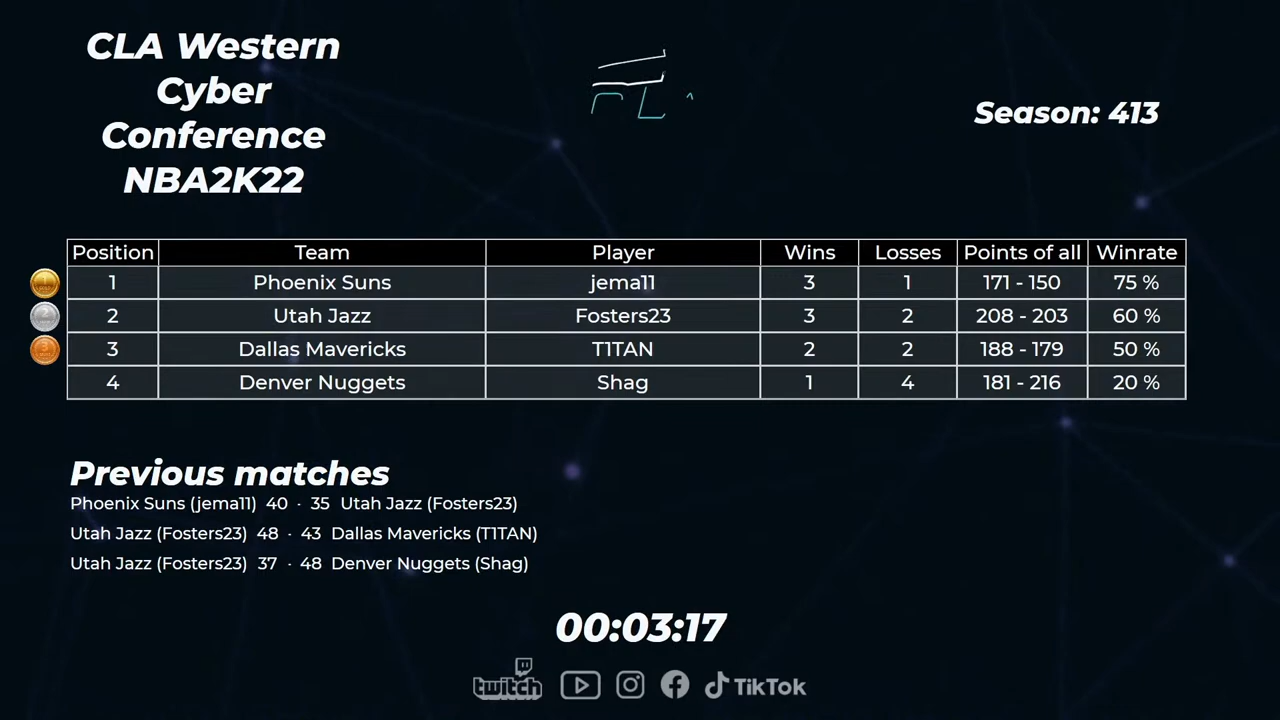 CLA Western
Cyber
Conference
NBA2K22
Season: 413
Position Team Player Wins Losses Points of all Winrate
1 Phoenix Suns jema11 3 1 171 - 150 75 %
2 Utah Jazz Fosters23 3 2 208 - 203 60 %
3 Dallas Mavericks T1TAN 2 2 188 - 179 50 %
4 Denver Nuggets Shag 1 4 181 - 216 20 %
Previous matches
Phoenix Suns (jema11) 40 - 35 Utah Jazz (Fosters23)
Utah Jazz (Fosters23) 48 - 43 Dallas Mavericks (T1TAN)
Utah Jazz (Fosters23) 37 - 48 Denver Nuggets (Shag)
00:03:17
twitch TikTok